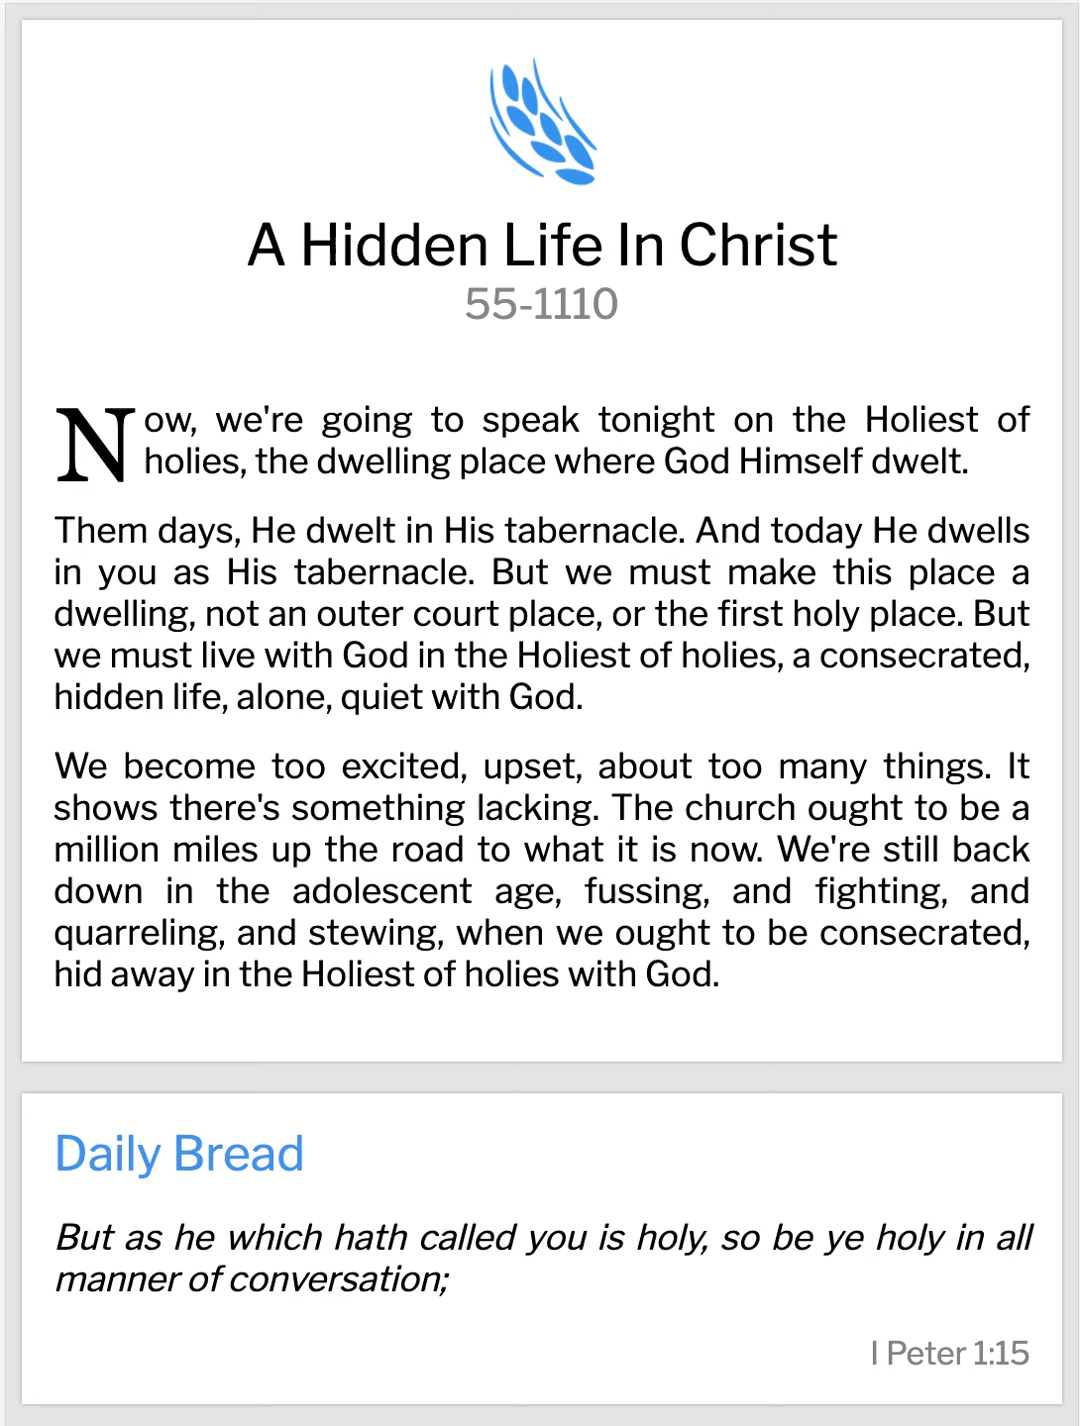 A Hidden Life In Christ
55-1110
Now, we're going to speak tonight on the Holiest of
holies, the dwelling place where God Himself dwelt.
Them days, He dwelt in His tabernacle. And today He dwells
in you as His tabernacle. But we must make this place a
dwelling, not an outer court place, or the first holy place. But
we must live with God in the Holiest of holies, a consecrated,
hidden life, alone, quiet with God.
We become too excited, upset, about too many things. It
shows there's something lacking. The church ought to be a
million miles up the road to what it is now. We're still back
down in the adolescent age, fussing, and fighting, and
quarreling, and stewing, when we ought to be consecrated,
hid away in the Holiest of holies with God.
Daily Bread
But as he which hath called you is holy, so be ye holy in all
manner of conversation;
I Peter 1:15